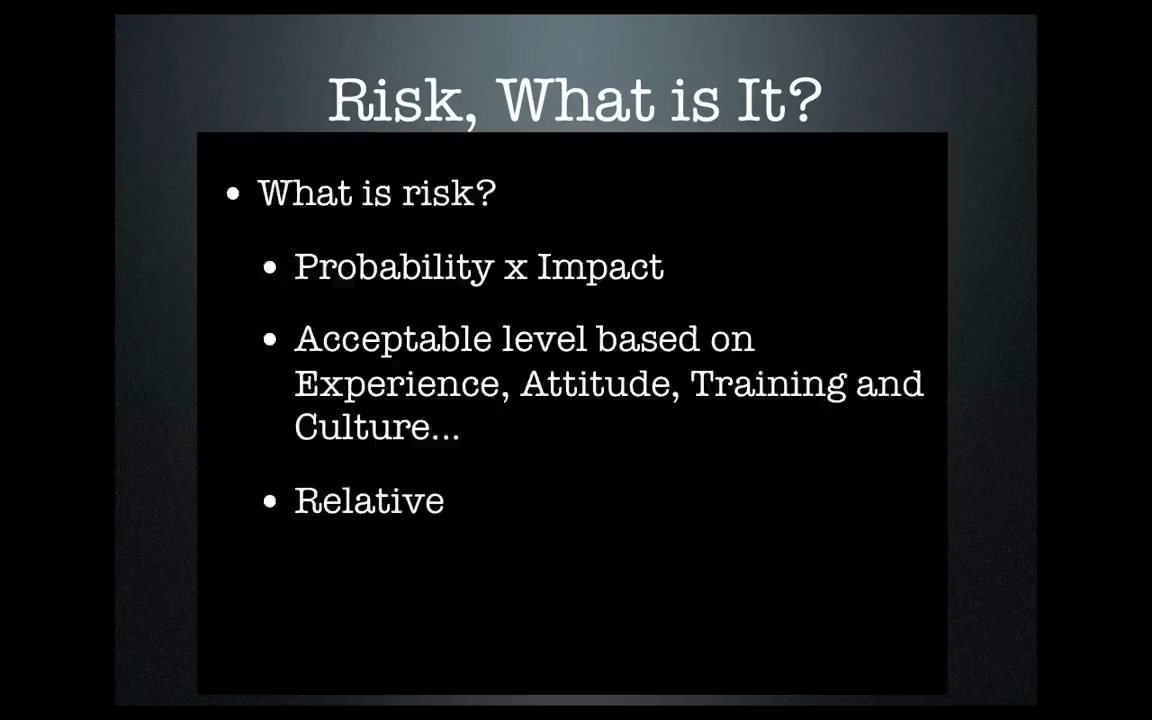 Risk, What is It?
• What is risk?
• Probability x Impact
• Acceptable level based on
Experience, Attitude, Training and
Culture...
• Relative